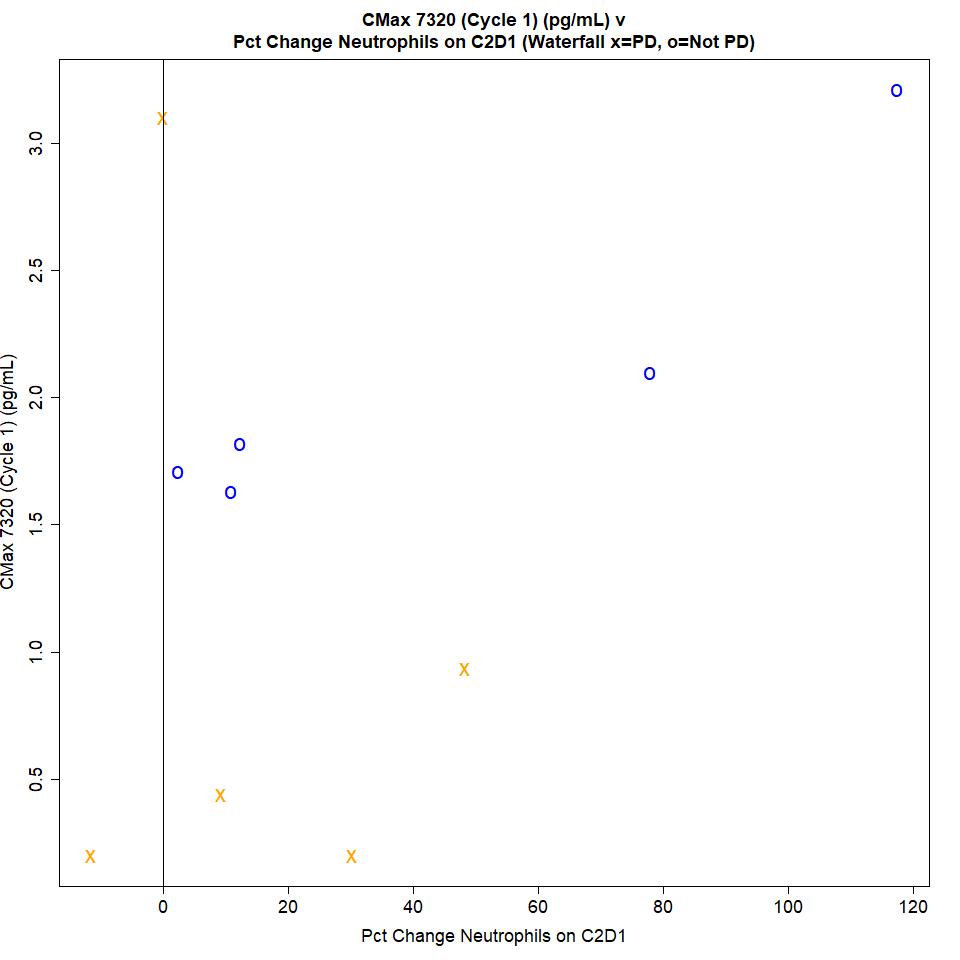 CMax 7320 (Cycle 1) (pg/mL) v
Pct Change Neutrophils on C2D1 (Waterfall x=PD, o=Not PD)
CMax 7320 (Cycle 1) (pg/mL)
3.0
2.5
2.0
1.5
1.0
0.5
X
O
O
O
O
O
X
X
X
X
0 20 40 60 80 100 120
Pct Change Neutrophils on C2D1